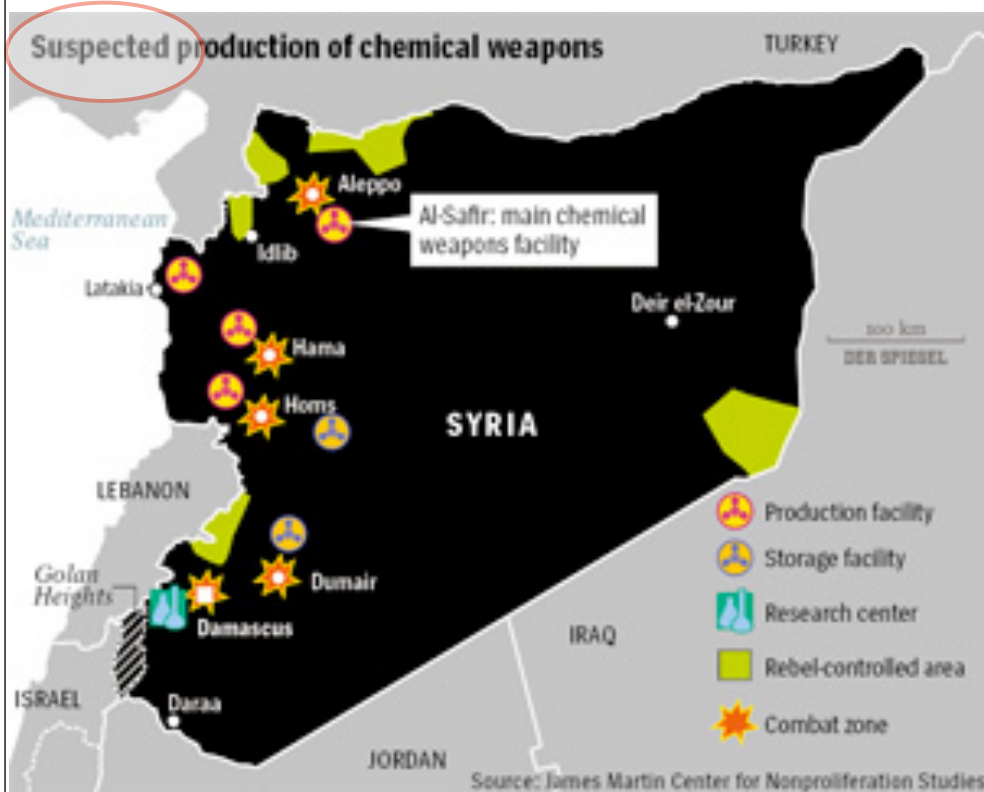 Suspected production of chemical weapons
TURKEY
Aleppo
Mediterranean
Sea
Al-Safir: main chemical
weapons facility
Idlib
Latakia
Deir el-Zour
100 km
DER SPIEGEL
Hama
Homs
SYRIA
LEBANON
Production facility
Storage facility
Golan
Heights
Dumair
Research center
Damascus
IRAQ
Rebel-controlled area
ISRAEL
Daraa
Combat zone
JORDAN
Source: James Martin Center for Nonproliferation Studies